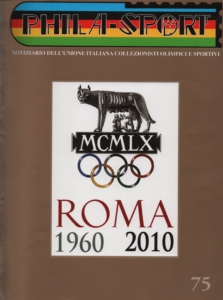 PHILA-SPORT
NOTIZIARIO DELL'UNIONE ITALIANA COLLEZIONISTI OLIMPICI E SPORTIVI
MCMLX
ROMA
1960 2010
75